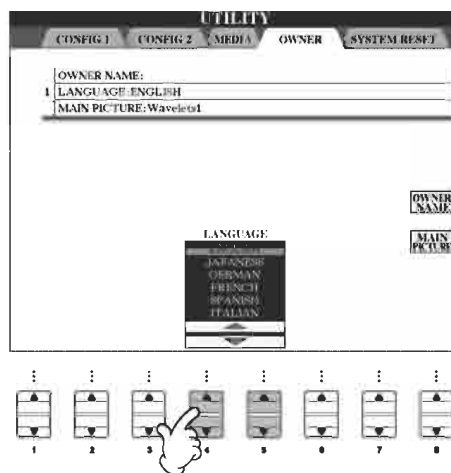 UTILITY
CONFIG 1 CONFIG 2 MEDIA OWNER SYSTEM RESET
OWNER NAME:
1 LANGUAGE:ENGLISH
MAIN PICTURE:Wavelets1
OWNER
NAME
LANGUAGE
MAIN
PICTURE
JAPANESE
GERMAN
FRENCH
SPANISH
ITALIAN
1 2 3 4 5 6 7 8